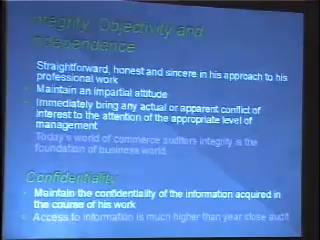 Integrity, Objectivity and
Independence
Straightforward, honest and sincere in his approach to his
professional work
Maintain an impartial attitude
Immediately bring any actual or apparent conflict of
interest to the attention of the appropriate level of
management
Today's world of commerce auditors integrity is the
foundation of business world.
Confidentiality
Maintain the confidentiality of the information acquired in
the course of his work
Access to information is much higher than year close audit